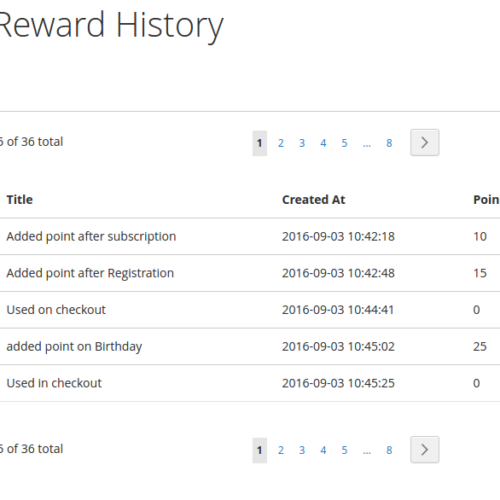 Reward History
5 of 36 total 1 2 3 4 5 ... 8
Title Created At
Added point after subscription 2016-09-03 10:42:18 10
Added point after Registration 2016-09-03 10:42:48 15
Used on checkout 2016-09-03 10:44:41 0
added point on Birthday 2016-09-03 10:45:02 25
Used in checkout 2016-09-03 10:45:25 0
5 of 36 total 1 2 3 4 5 ... 8